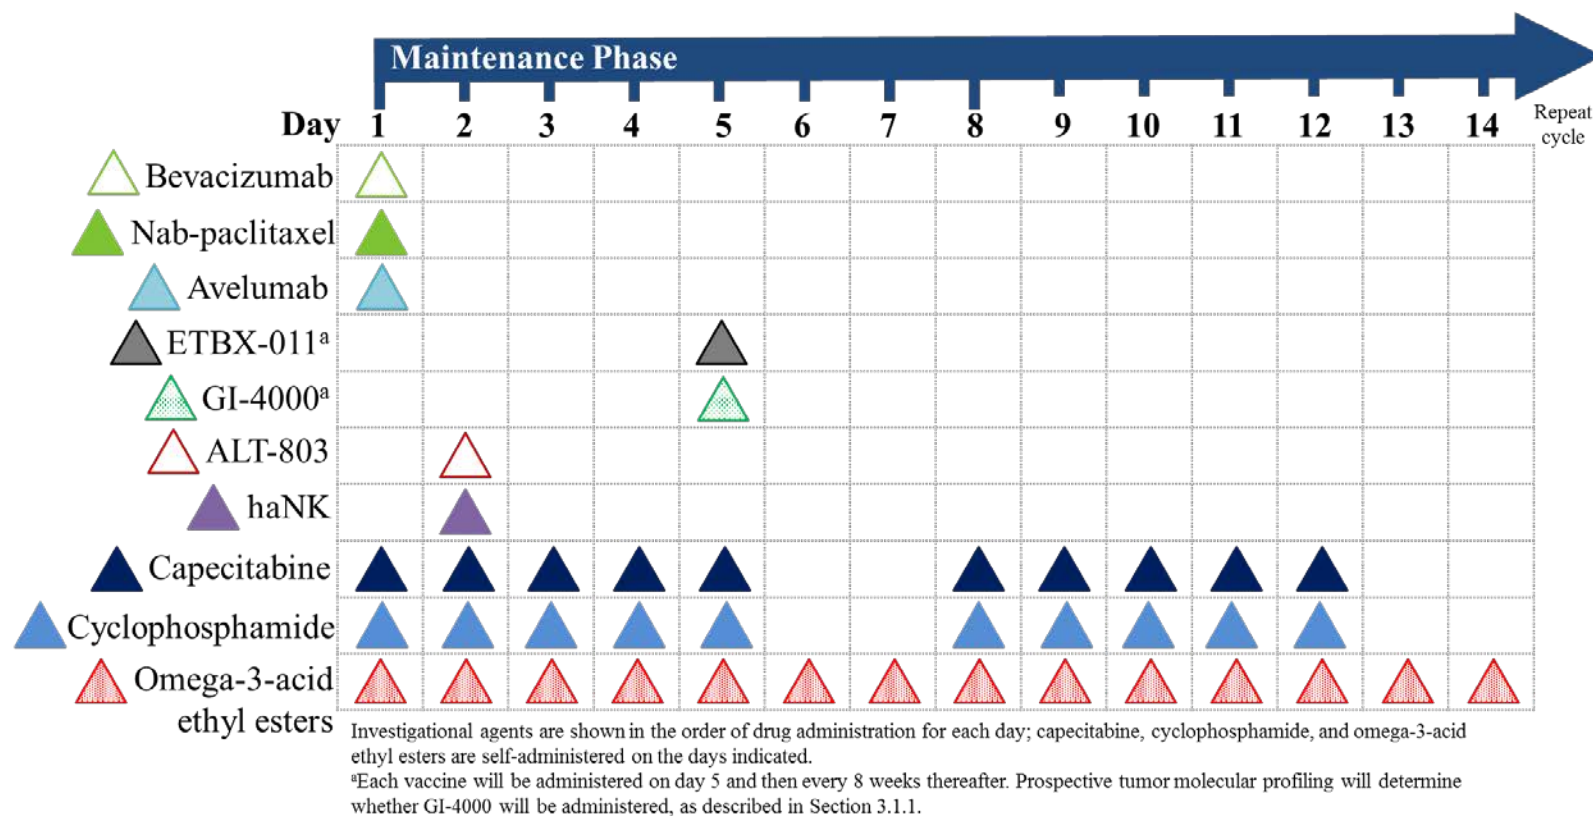 Maintenance Phase
Day 1 2 3 4 5 6 7 8 9 10 11 12 13 14 Repeat
cycle
Bevacizumab
Nab-paclitaxel
Avelumab
ETBX-011ᵃ
GI-4000ᵃ
ALT-803
haNK
Capecitabine
Cyclophosphamide
Omega-3-acid
ethyl esters
Investigational agents are shown in the order of drug administration for each day; capecitabine, cyclophosphamide, and omega-3-acid
ethyl esters are self-administered on the days indicated.
ᵃEach vaccine will be administered on day 5 and then every 8 weeks thereafter. Prospective tumor molecular profiling will determine
whether GI-4000 will be administered, as described in Section 3.1.1.